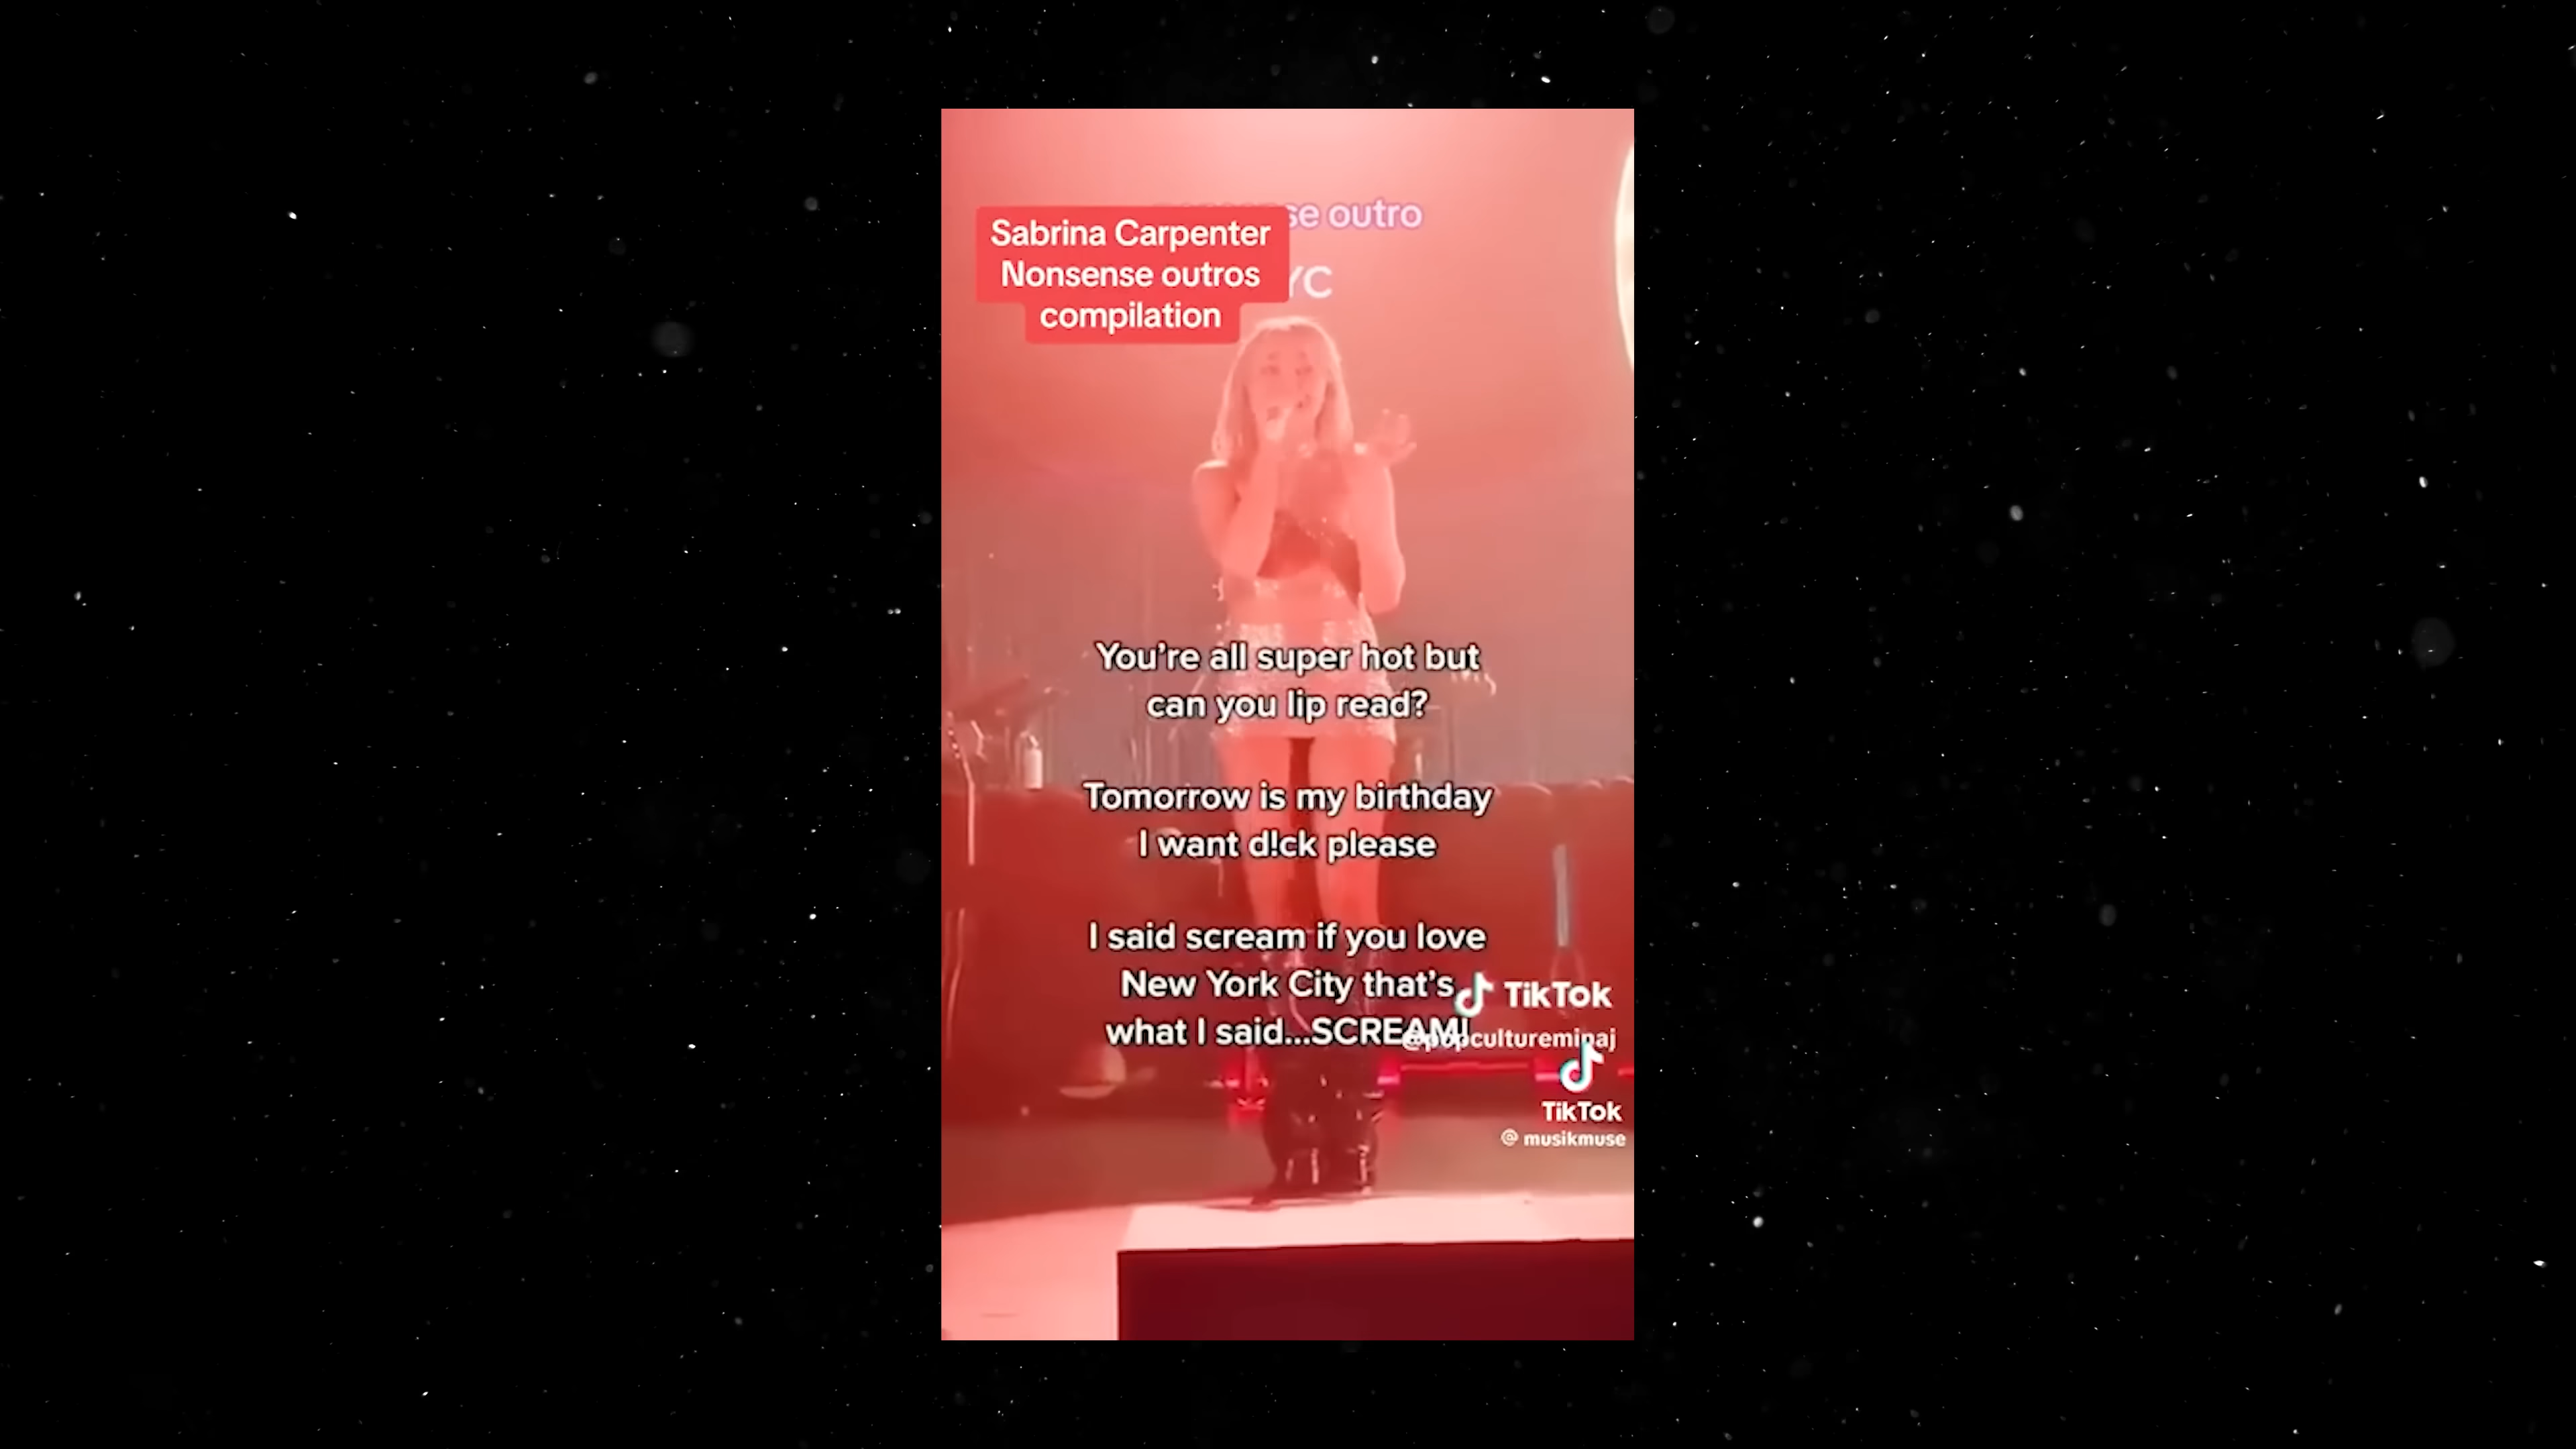 se outro
Sabrina Carpenter
Nonsense outros
compilation
YC
You're all super hot but
can you lip read?
Tomorrow is my birthday
I want d!ck please
I said scream if you love
New York City that's
what I said...SCREAM!
TikTok
@popcultureminaj
TikTok
@ musikmuse